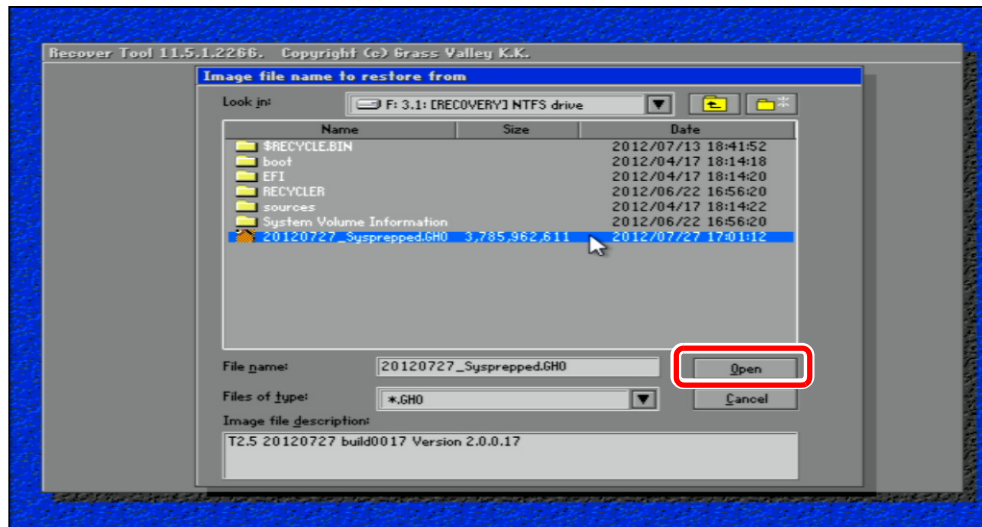 Recover Tool 11.5.1.2266. Copyright (c) Grass Valley K.K.
Image file name to restore from
Look in: F: 3.1: [RECOVERY] NTFS drive
Name Size Date
$RECYCLE.BIN 2012/07/13 18:41:52
boot 2012/04/17 18:14:18
EFI 2012/04/17 18:14:20
RECYCLER 2012/06/22 16:56:20
sources 2012/04/17 18:14:22
System Volume Information 2012/06/22 16:56:20
20120727_Sysprepped.GHO 3,785,962,611 2012/07/27 17:01:12
File name: 20120727_Sysprepped.GHO Open
Files of type: *.GHO Cancel
Image file description:
T2.5 20120727 build0017 Version 2.0.0.17